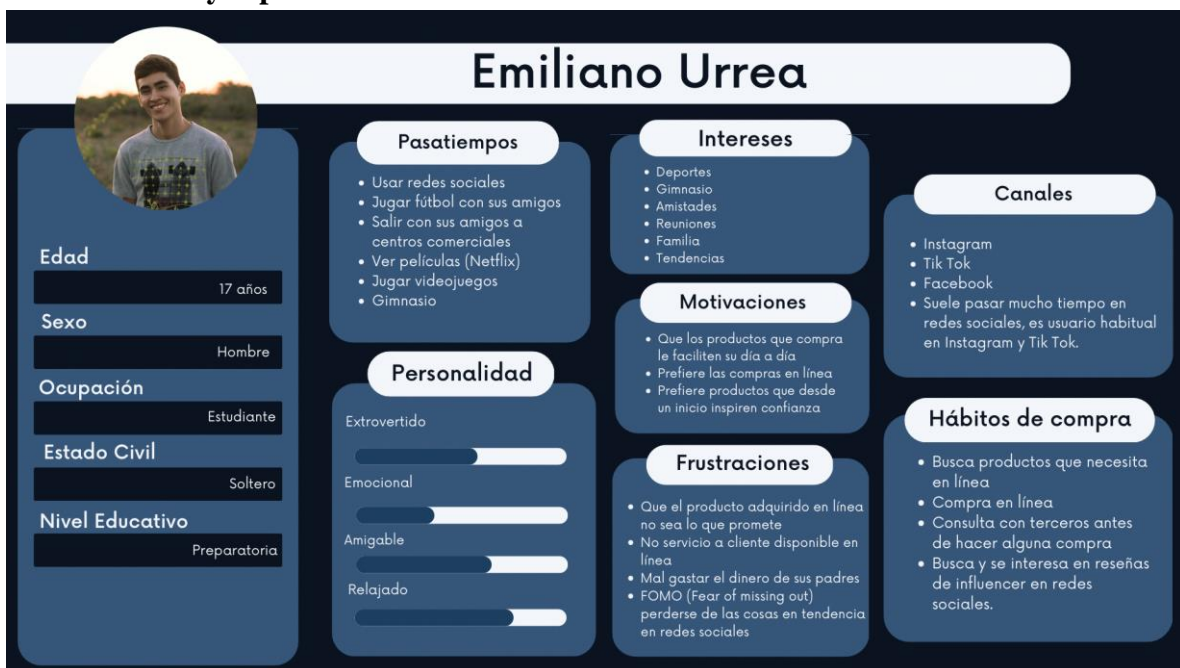 Emiliano Urrea
Edad
17 años
Sexo
Hombre
Ocupación
Estudiante
Estado Civil
Soltero
Nivel Educativo
Preparatoria
Pasatiempos
• Usar redes sociales
• Jugar fútbol con sus amigos
• Salir con sus amigos a
centros comerciales
• Ver películas (Netflix)
• Jugar videojuegos
• Gimnasio
Personalidad
Extrovertido
Emocional
Amigable
Relajado
Intereses
• Deportes
• Gimnasio
• Amistades
• Reuniones
• Familia
• Tendencias
Motivaciones
• Que los productos que compra
le faciliten su día a día
• Prefiere las compras en línea
• Prefiere productos que desde
un inicio inspiren confianza
Frustraciones
• Que el producto adquirido en línea
no sea lo que promete
• No servicio a cliente disponible en
línea
• Mal gastar el dinero de sus padres
• FOMO (Fear of missing out)
perderse de las cosas en tendencia
en redes sociales
Canales
• Instagram
• Tik Tok
• Facebook
• Suele pasar mucho tiempo en
redes sociales, es usuario habitual
en Instagram y Tik Tok.
Hábitos de compra
• Busca productos que necesita
en línea
• Compra en línea
• Consulta con terceros antes
de hacer alguna compra
• Busca y se interesa en reseñas
de influencer en redes
sociales.